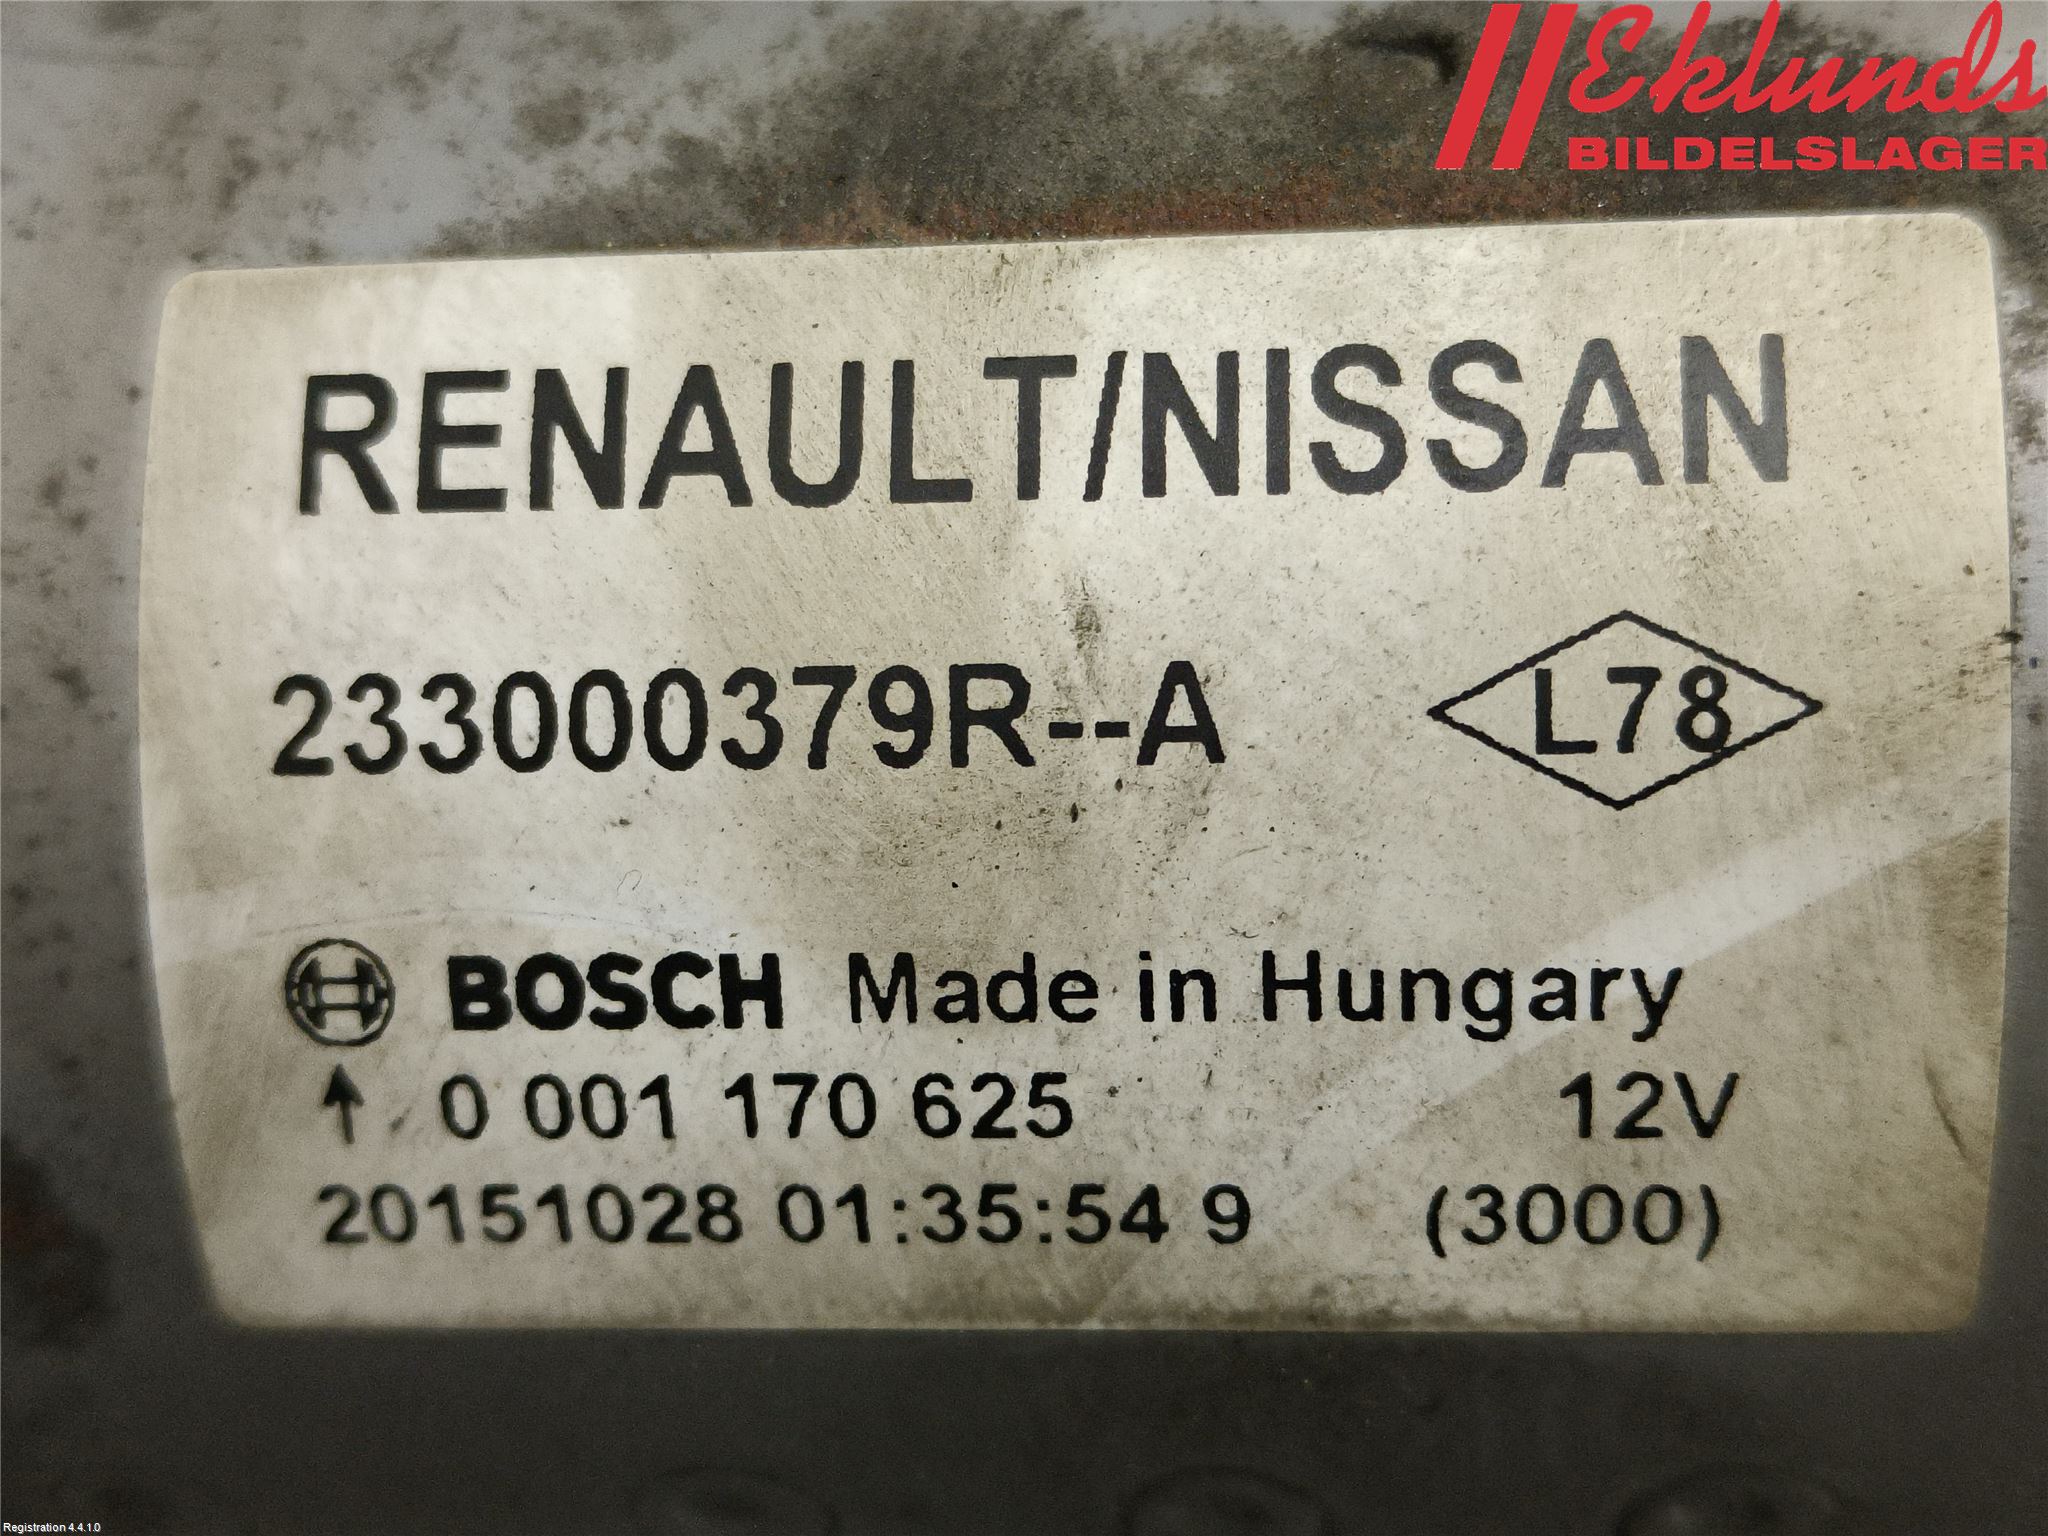 Eklunds
BILDELSLAGER
RENAULT/NISSAN
233000379R--A
L78
BOSCH Made in Hungary
0 001 170 625 12V
20151028 01:35:54 9 (3000)
Registration 4.4.1.0